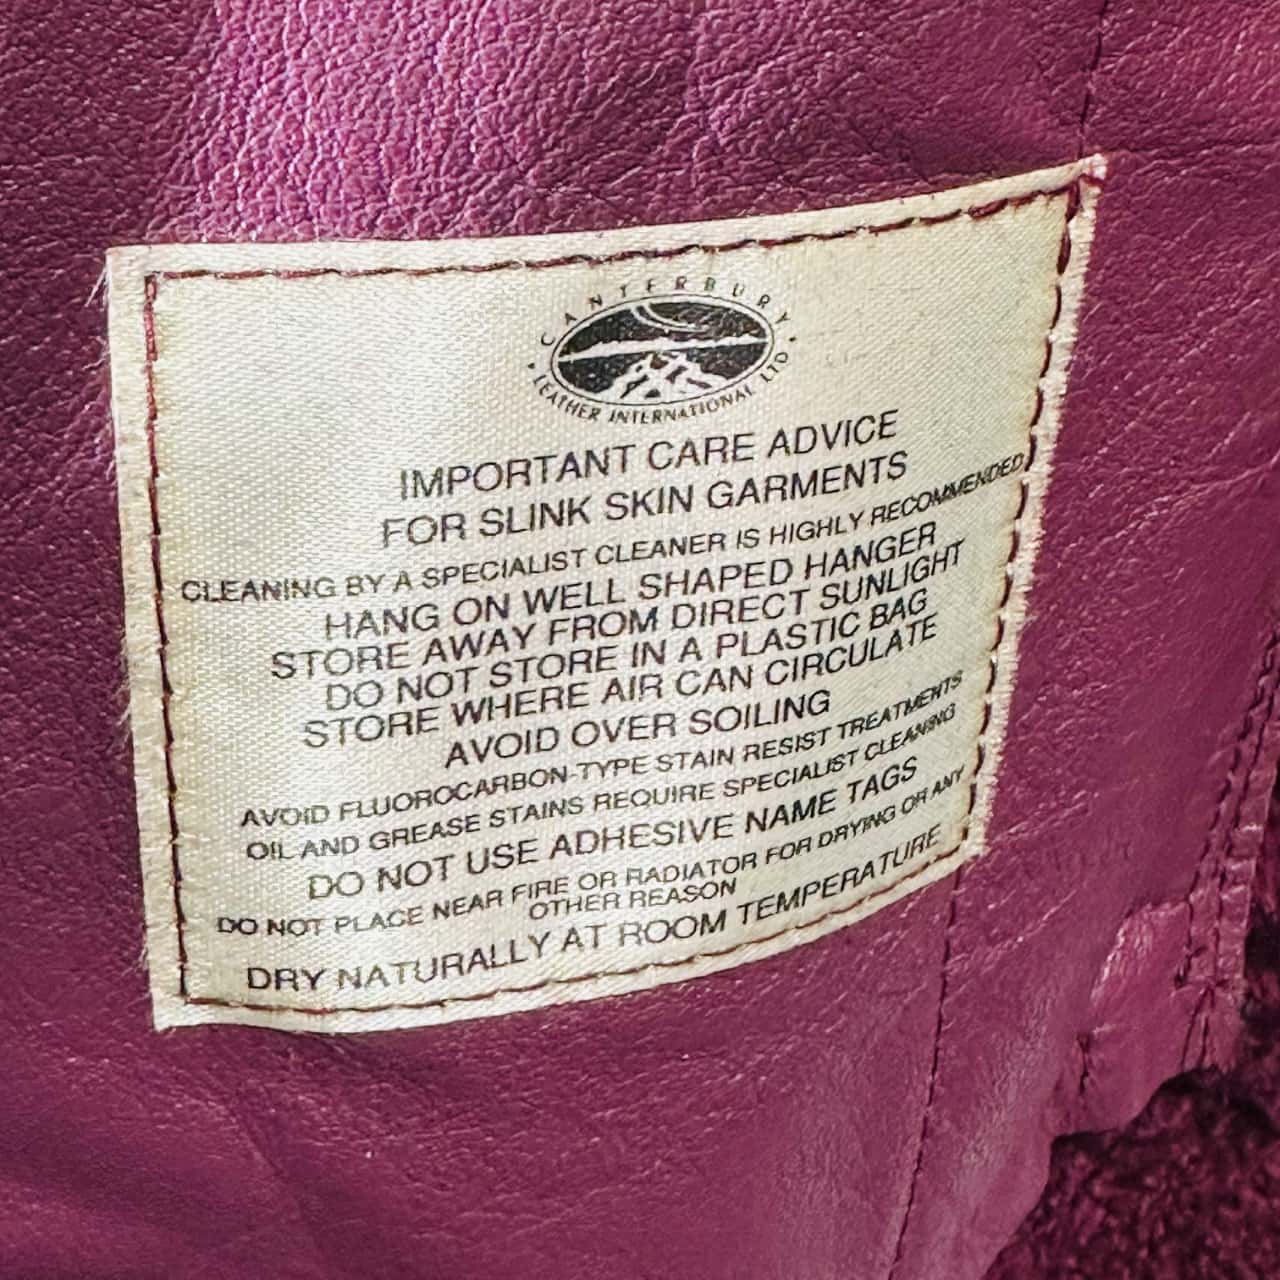 CANTERBURY
LEATHER INTERNATIONAL LTD
IMPORTANT CARE ADVICE
FOR SLINK SKIN GARMENTS
CLEANING BY A SPECIALIST CLEANER IS HIGHLY RECOMMENDED
HANG ON WELL SHAPED HANGER
STORE AWAY FROM DIRECT SUNLIGHT
DO NOT STORE IN A PLASTIC BAG
STORE WHERE AIR CAN CIRCULATE
AVOID OVER SOILING
AVOID FLUOROCARBON-TYPE STAIN RESIST TREATMENTS
OIL AND GREASE STAINS REQUIRE SPECIALIST CLEANING
DO NOT USE ADHESIVE NAME TAGS
DO NOT PLACE NEAR FIRE OR RADIATOR FOR DRYING OR ANY
OTHER REASON
DRY NATURALLY AT ROOM TEMPERATURE